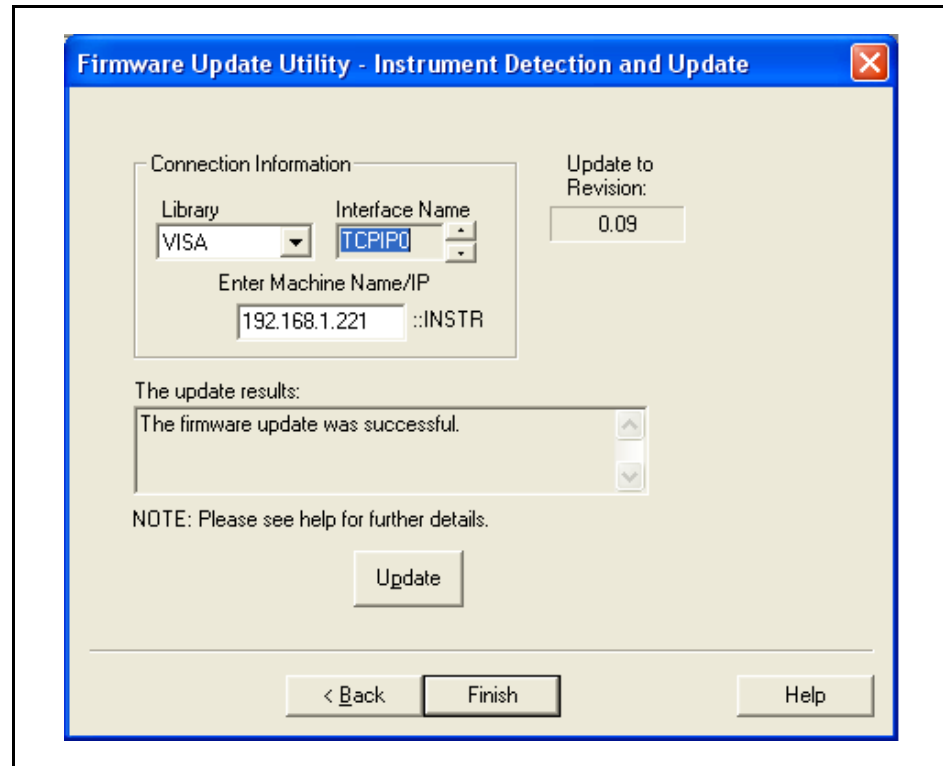 Firmware Update Utility - Instrument Detection and Update
Connection Information
Library
Interface Name
VISA
TCPIP0
Enter Machine Name/IP
192.168.1.221 ::INSTR
Update to
Revision:
0.09
The update results:
The firmware update was successful.
NOTE: Please see help for further details.
Update
< Back
Finish
Help